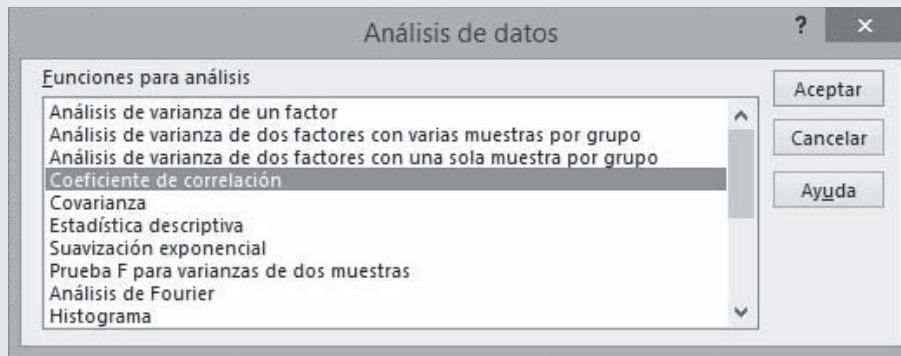 Análisis de datos
?
×
Funciones para análisis
Análisis de varianza de un factor
Análisis de varianza de dos factores con varias muestras por grupo
Análisis de varianza de dos factores con una sola muestra por grupo
Coeficiente de correlación
Covarianza
Estadística descriptiva
Suavización exponencial
Prueba F para varianzas de dos muestras
Análisis de Fourier
Histograma
Aceptar
Cancelar
Ayuda